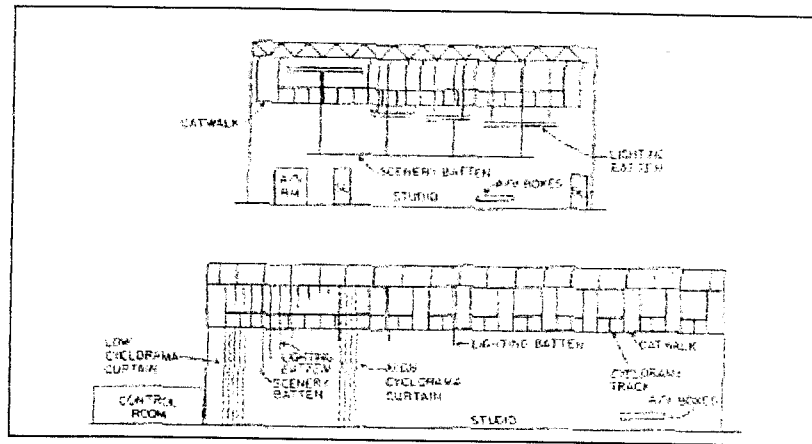 CATWALK
LIGHTING
BATTEN
SCENERY BATTEN
A/V
RM
A/V BOXES
STUDIO
LOW
CYCLORAMA
CURTAIN
LIGHTING
BATTEN
SCENERY
BATTEN
HIGH
CYCLORAMA
CURTAIN
LIGHTING BATTEN
CATWALK
CYCLORAMA
TRACK
A/V BOXES
CONTROL
ROOM
STUDIO